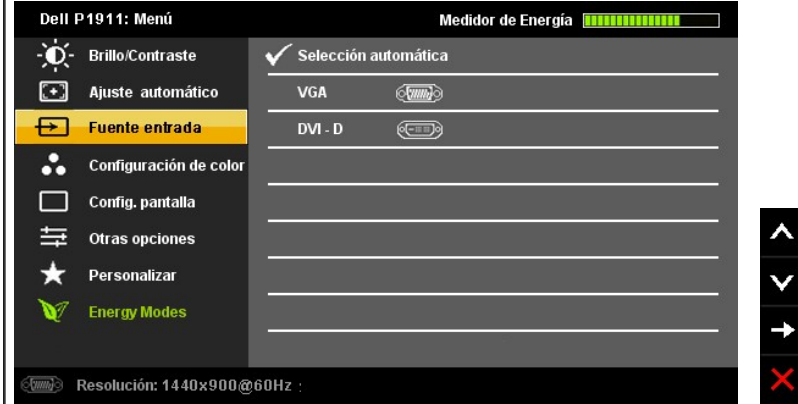 Dell P1911: Menú
Medidor de Energía
Brillo/Contraste
Selección automática
Ajuste automático
VGA
Fuente entrada
DVI - D
Configuración de color
Config. pantalla
Otras opciones
Personalizar
Energy Modes
Resolución: 1440x900@60Hz :